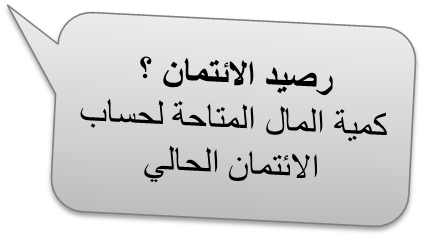 رصيد الائتمان ؟
كمية المال المتاحة لحساب
الائتمان الحالي